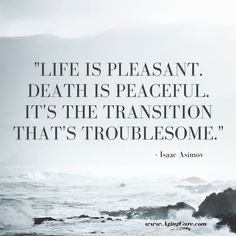 "LIFE IS PLEASANT.
DEATH IS PEACEFUL.
IT'S THE TRANSITION
THAT'S TROUBLESOME."
- Isaac Asimov
www.AgingCare.com